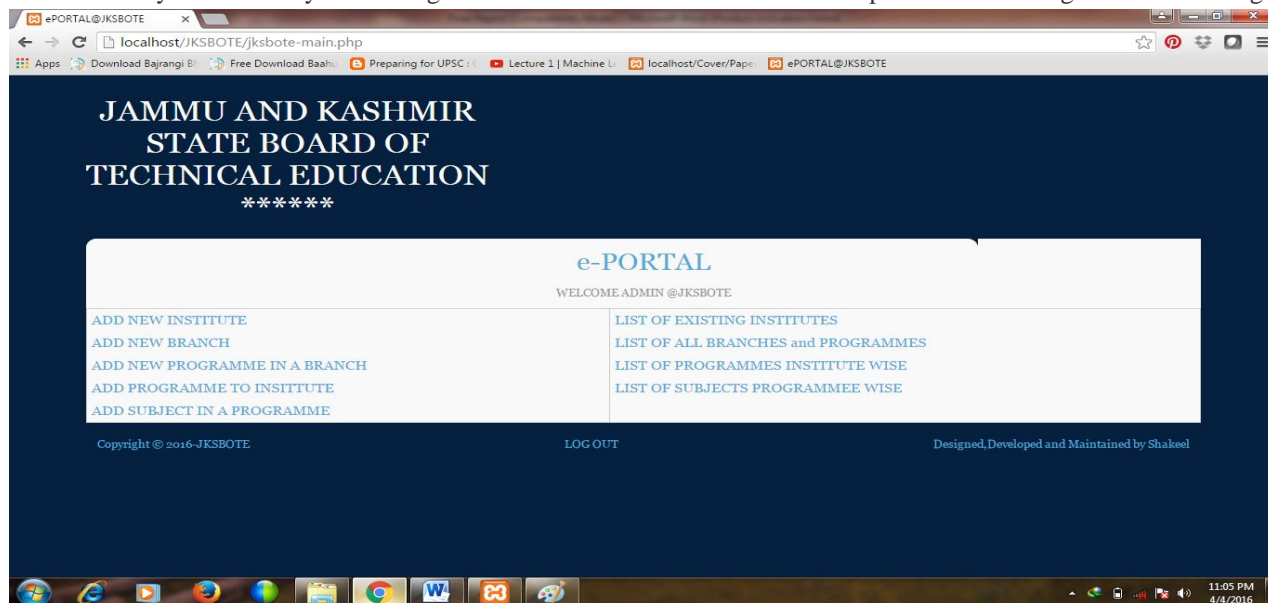 ePORTAL@JKSBOTE
localhost/JKSBOTE/jksbote-main.php
Apps Download Bajrangi Bh Free Download Baahu Preparing for UPSC : Lecture 1 | Machine Le localhost/Cover/Pape ePORTAL@JKSBOTE
JAMMU AND KASHMIR
STATE BOARD OF
TECHNICAL EDUCATION
******
e-PORTAL
WELCOME ADMIN @JKSBOTE
ADD NEW INSTITUTE
LIST OF EXISTING INSTITUTES
ADD NEW BRANCH
LIST OF ALL BRANCHES and PROGRAMMES
ADD NEW PROGRAMME IN A BRANCH
LIST OF PROGRAMMES INSTITUTE WISE
ADD PROGRAMME TO INSITTUTE
LIST OF SUBJECTS PROGRAMMEE WISE
ADD SUBJECT IN A PROGRAMME
Copyright © 2016-JKSBOTE LOG OUT Designed,Developed and Maintained by Shakeel
11:05 PM
4/4/2016